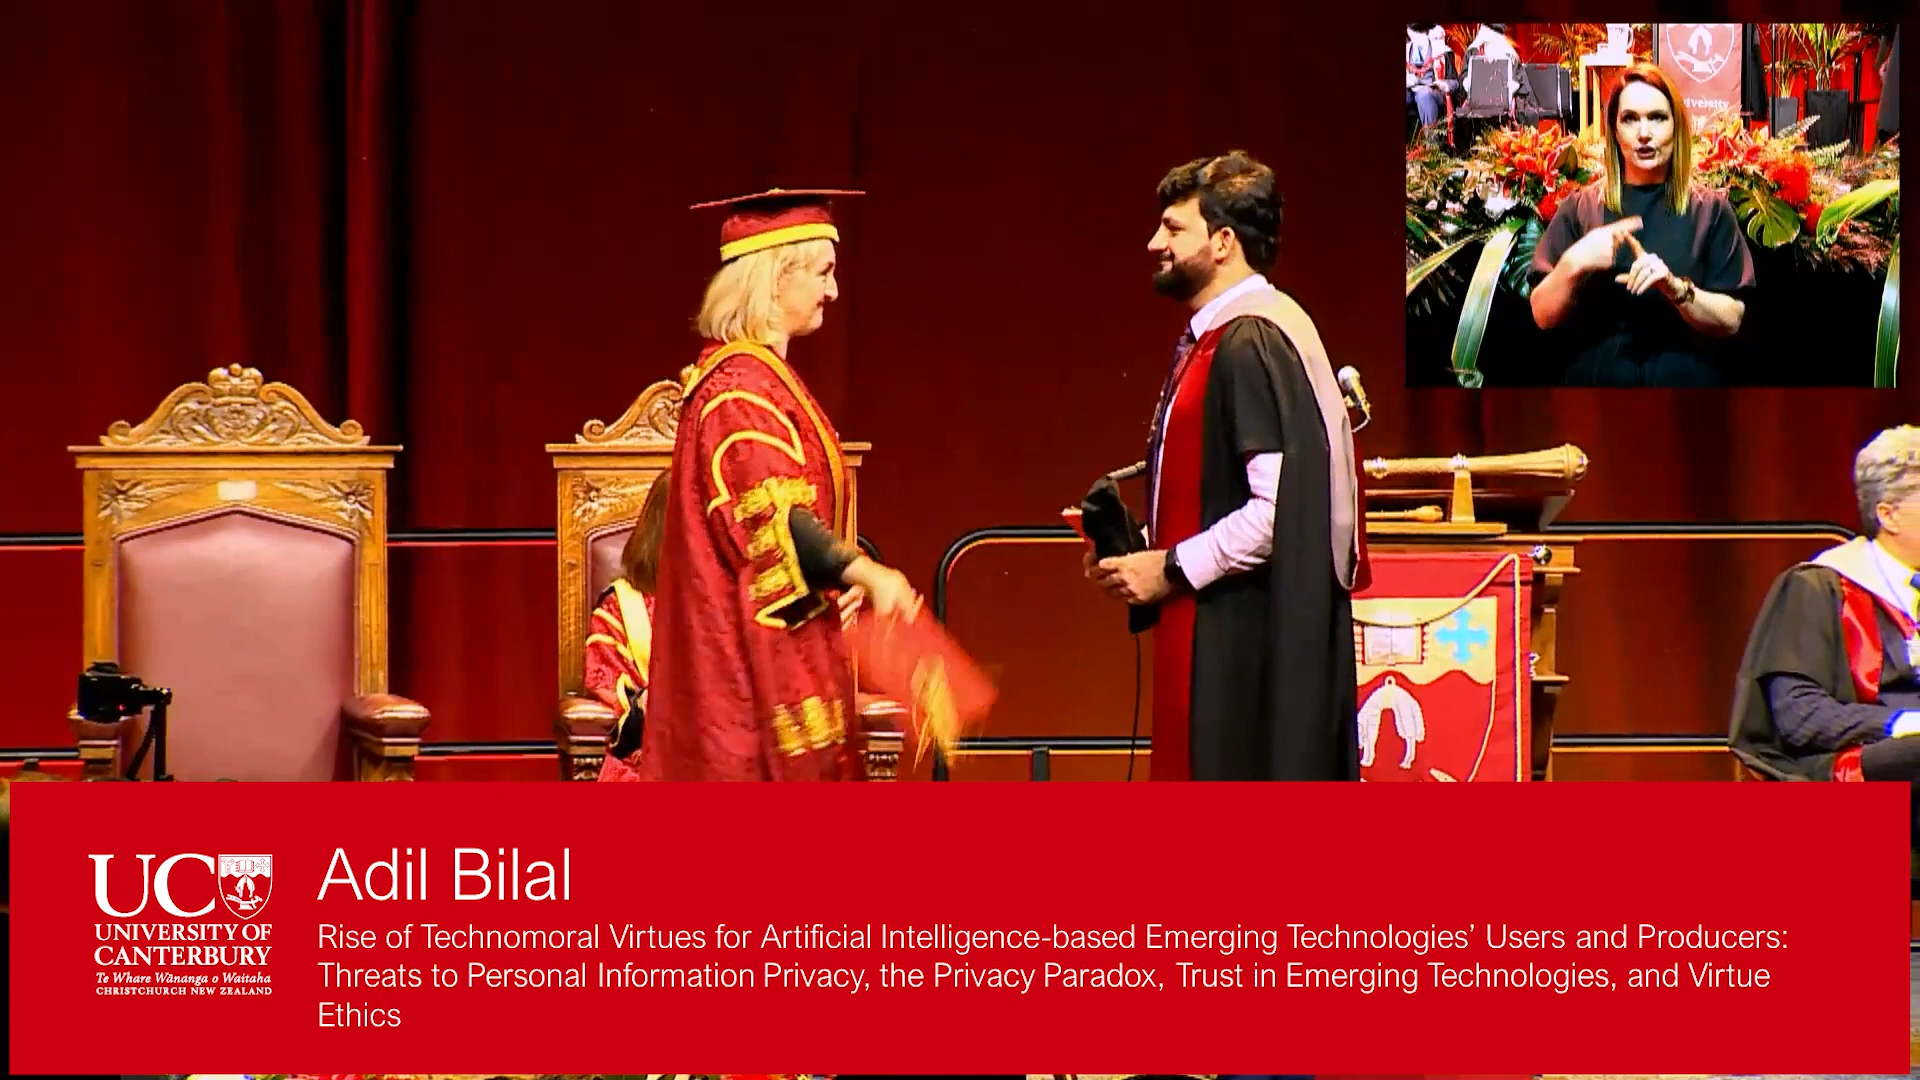 iversity
Adil Bilal
Rise of Technomoral Virtues for Artificial Intelligence-based Emerging Technologies’ Users and Producers:
Threats to Personal Information Privacy, the Privacy Paradox, Trust in Emerging Technologies, and Virtue
Ethics
UC
UNIVERSITY OF
CANTERBURY
Te Whare Wānanga o Waitaha
CHRISTCHURCH NEW ZEALAND